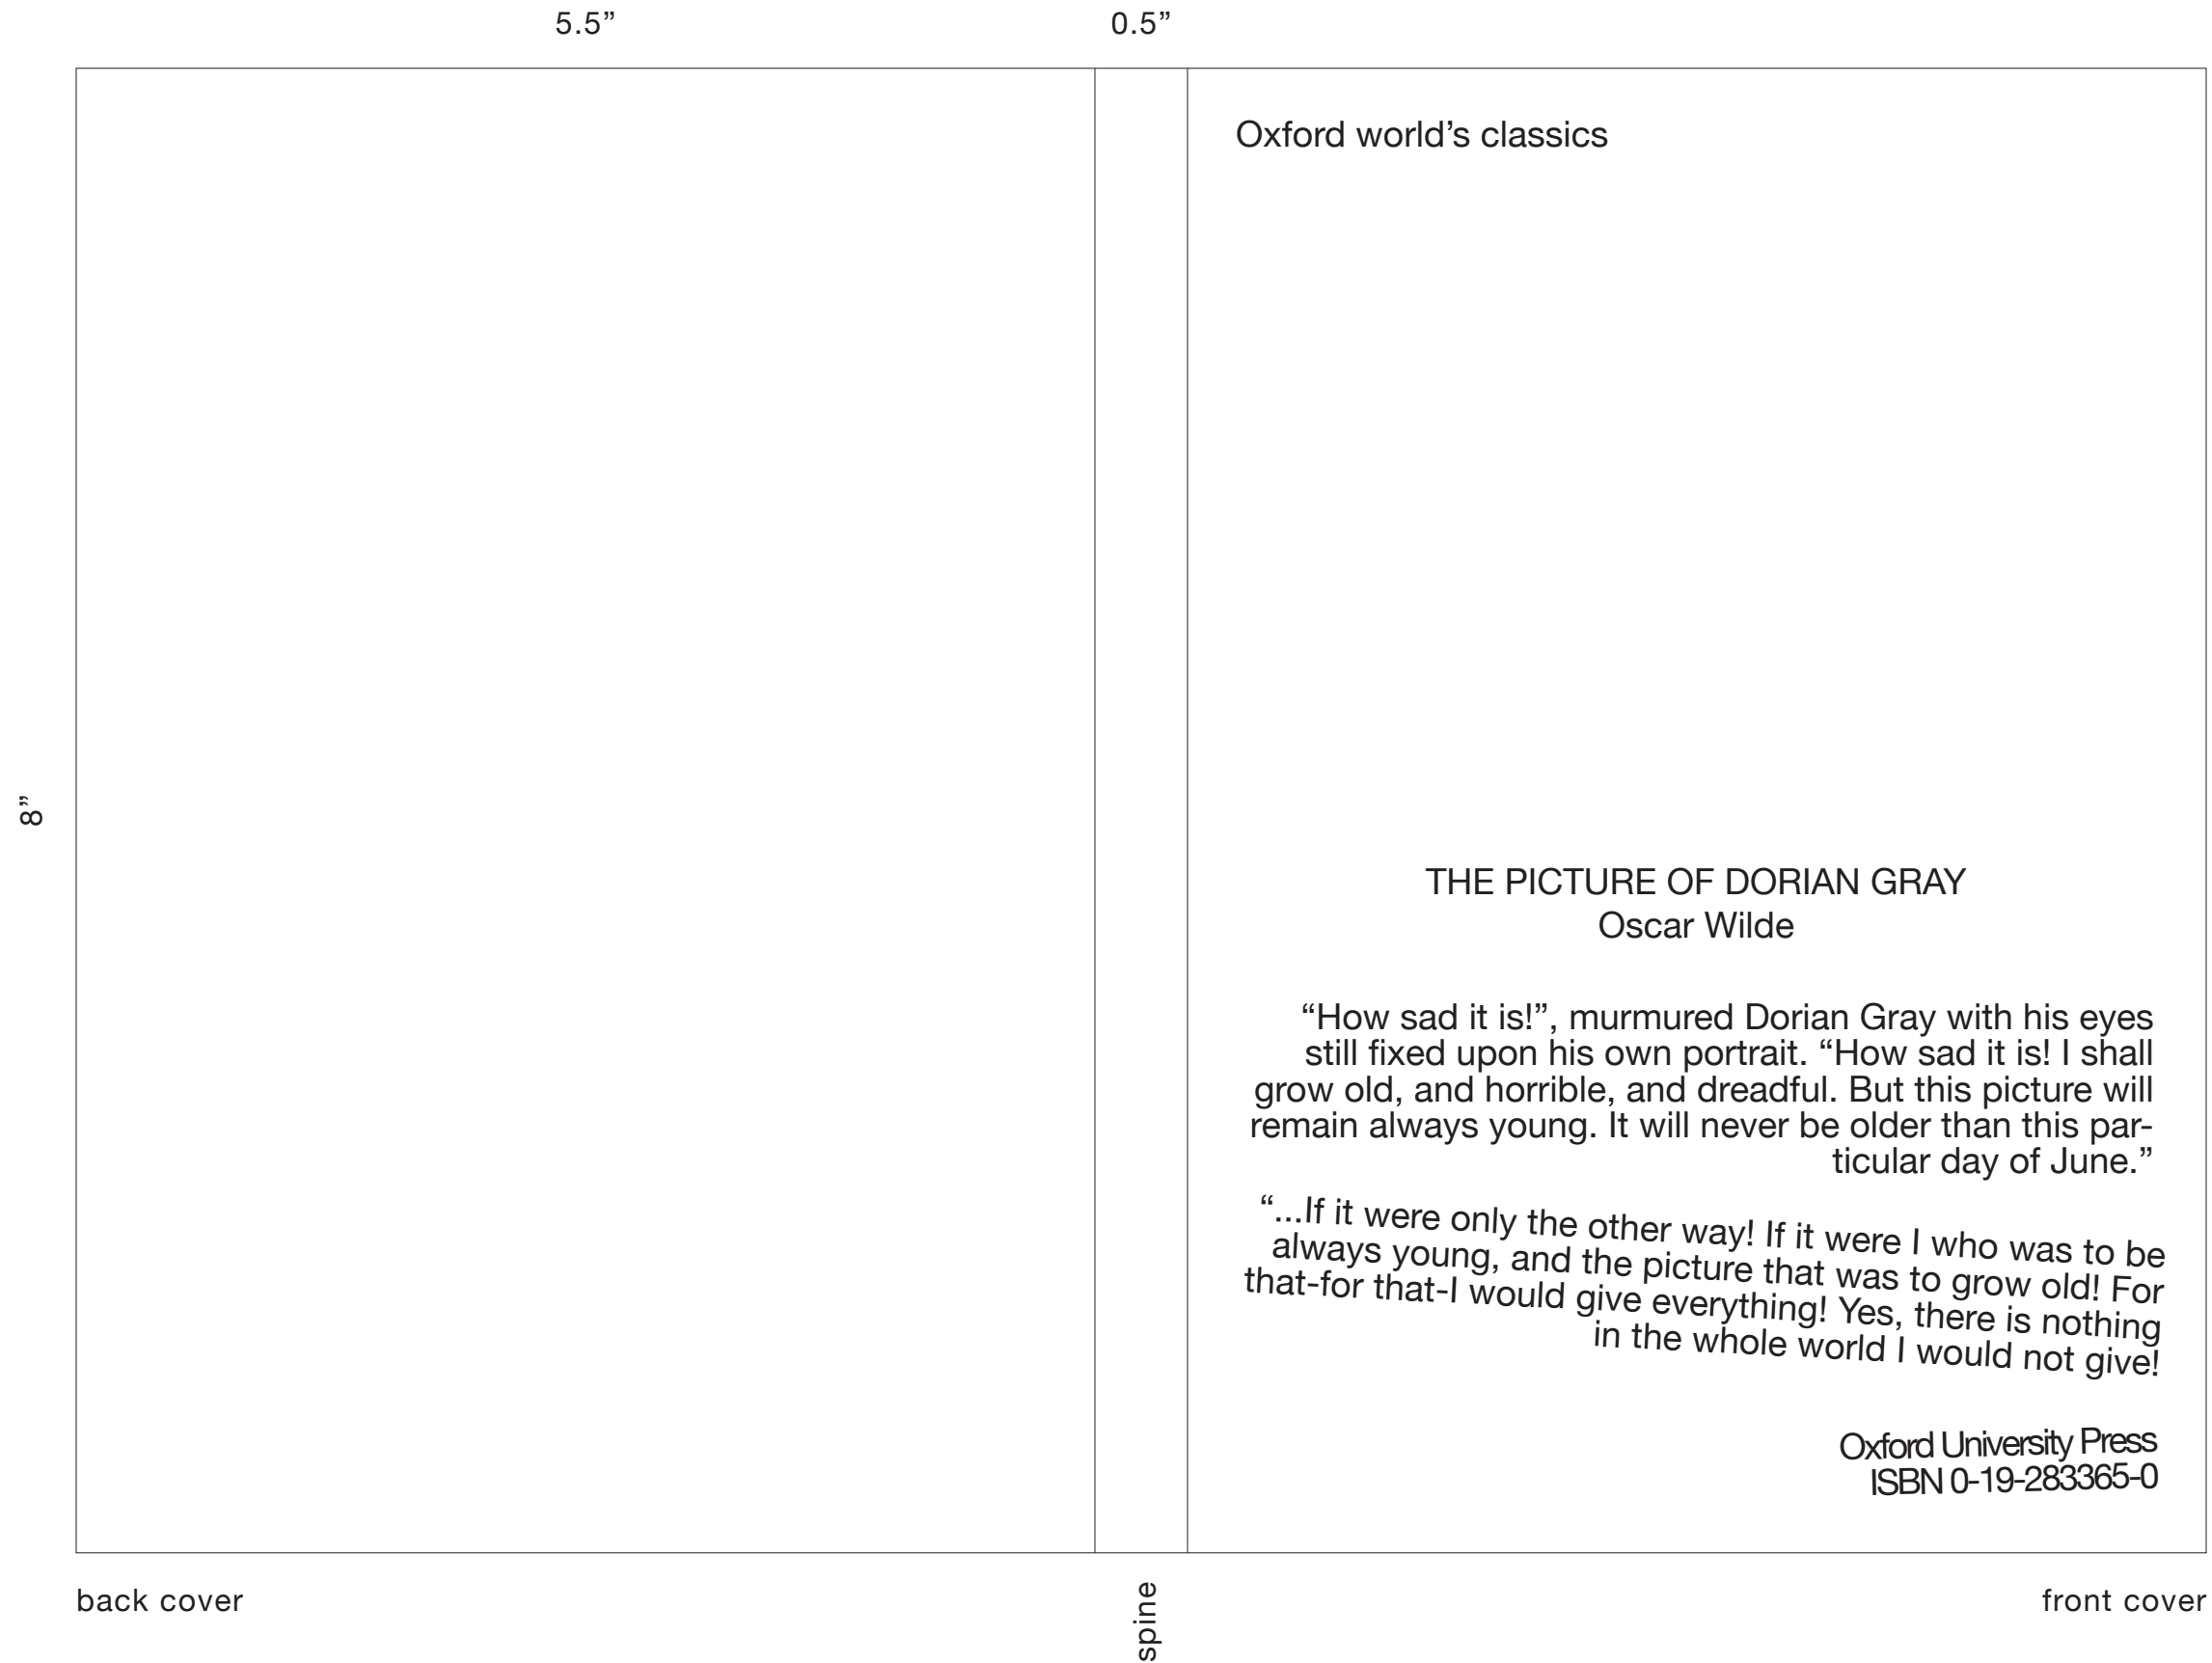 5.5”
0.5”
8”
Oxford world’s classics
THE PICTURE OF DORIAN GRAY
Oscar Wilde
“How sad it is!”, murmured Dorian Gray with his eyes
still fixed upon his own portrait. “How sad it is! I shall
grow old, and horrible, and dreadful. But this picture will
remain always young. It will never be older than this par-
ticular day of June.”
“...If it were only the other way! If it were I who was to be
always young, and the picture that was to grow old! For
that-for that-I would give everything! Yes, there is nothing
in the whole world I would not give!
Oxford University Press
ISBN 0-19-283365-0
back cover
spine
front cover